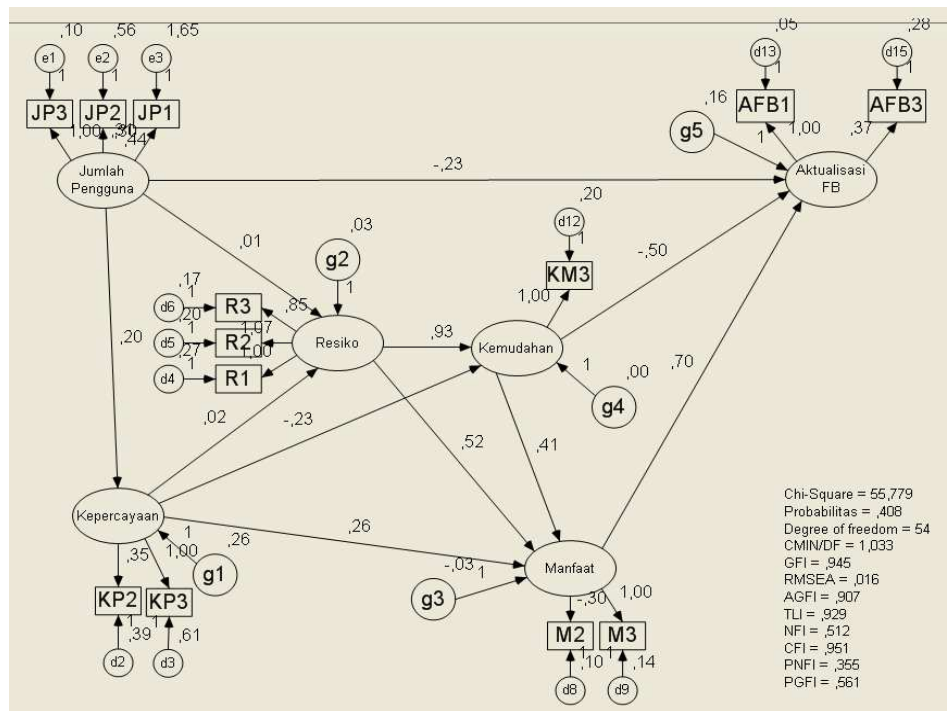 ,10 ,56 1,65
,05 ,28
e1 e2 e3
d13 d15
1 1 1
1 1
JP3 JP2 JP1
AFB1 AFB3
,16
1,00 ,44
g5
1 1,00 ,37
Jumlah
Pengguna
Aktualisasi
FB
-,23
,20
d12
1
,01
,03
g2
-,50
KM3
,17
1,00
d6 1 R3 ,85
1
,20
d5 1 R2 1,07
Resiko
,93
Kemudahan
,27 1,00
d4 1 R1
,20
1 ,00
,70
g4
,02
-,23
,52
,41
Kepercayaan
1
,26
,26
,35 1,00
g1
-,03 1
Manfaat
g3
KP2 KP3
-,30 1,00
1 ,39 1 ,61
M2 M3
d2 d3
1 ,10 1 ,14
d8 d9
Chi-Square = 55,779
Probabilitas = ,408
Degree of freedom = 54
CMIN/DF = 1,033
GFI = ,945
RMSEA = ,016
AGFI = ,907
TLI = ,929
NFI = ,512
CFI = ,951
PNFI = ,355
PGFI = ,561